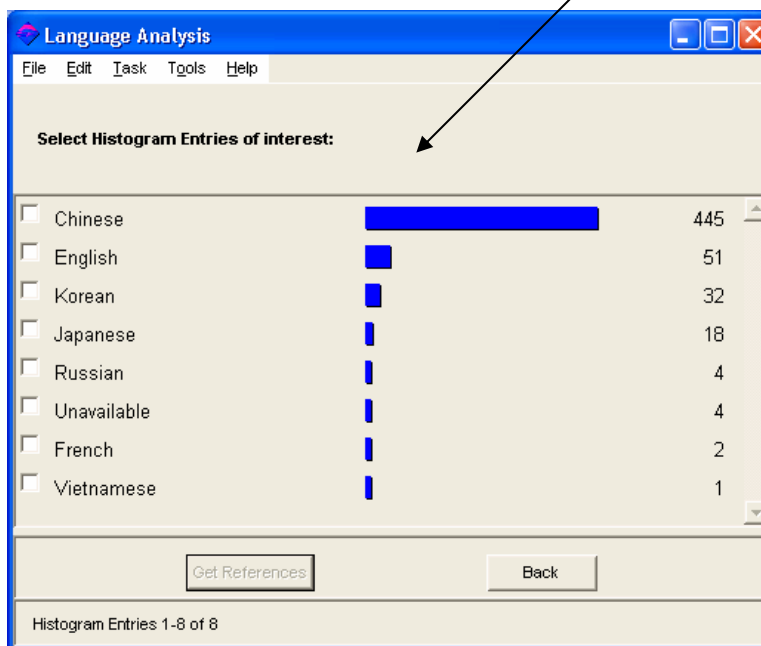 Language Analysis
File Edit Task Tools Help
Select Histogram Entries of interest:
Chinese 445
English 51
Korean 32
Japanese 18
Russian 4
Unavailable 4
French 2
Vietnamese 1
Get References Back
Histogram Entries 1-8 of 8